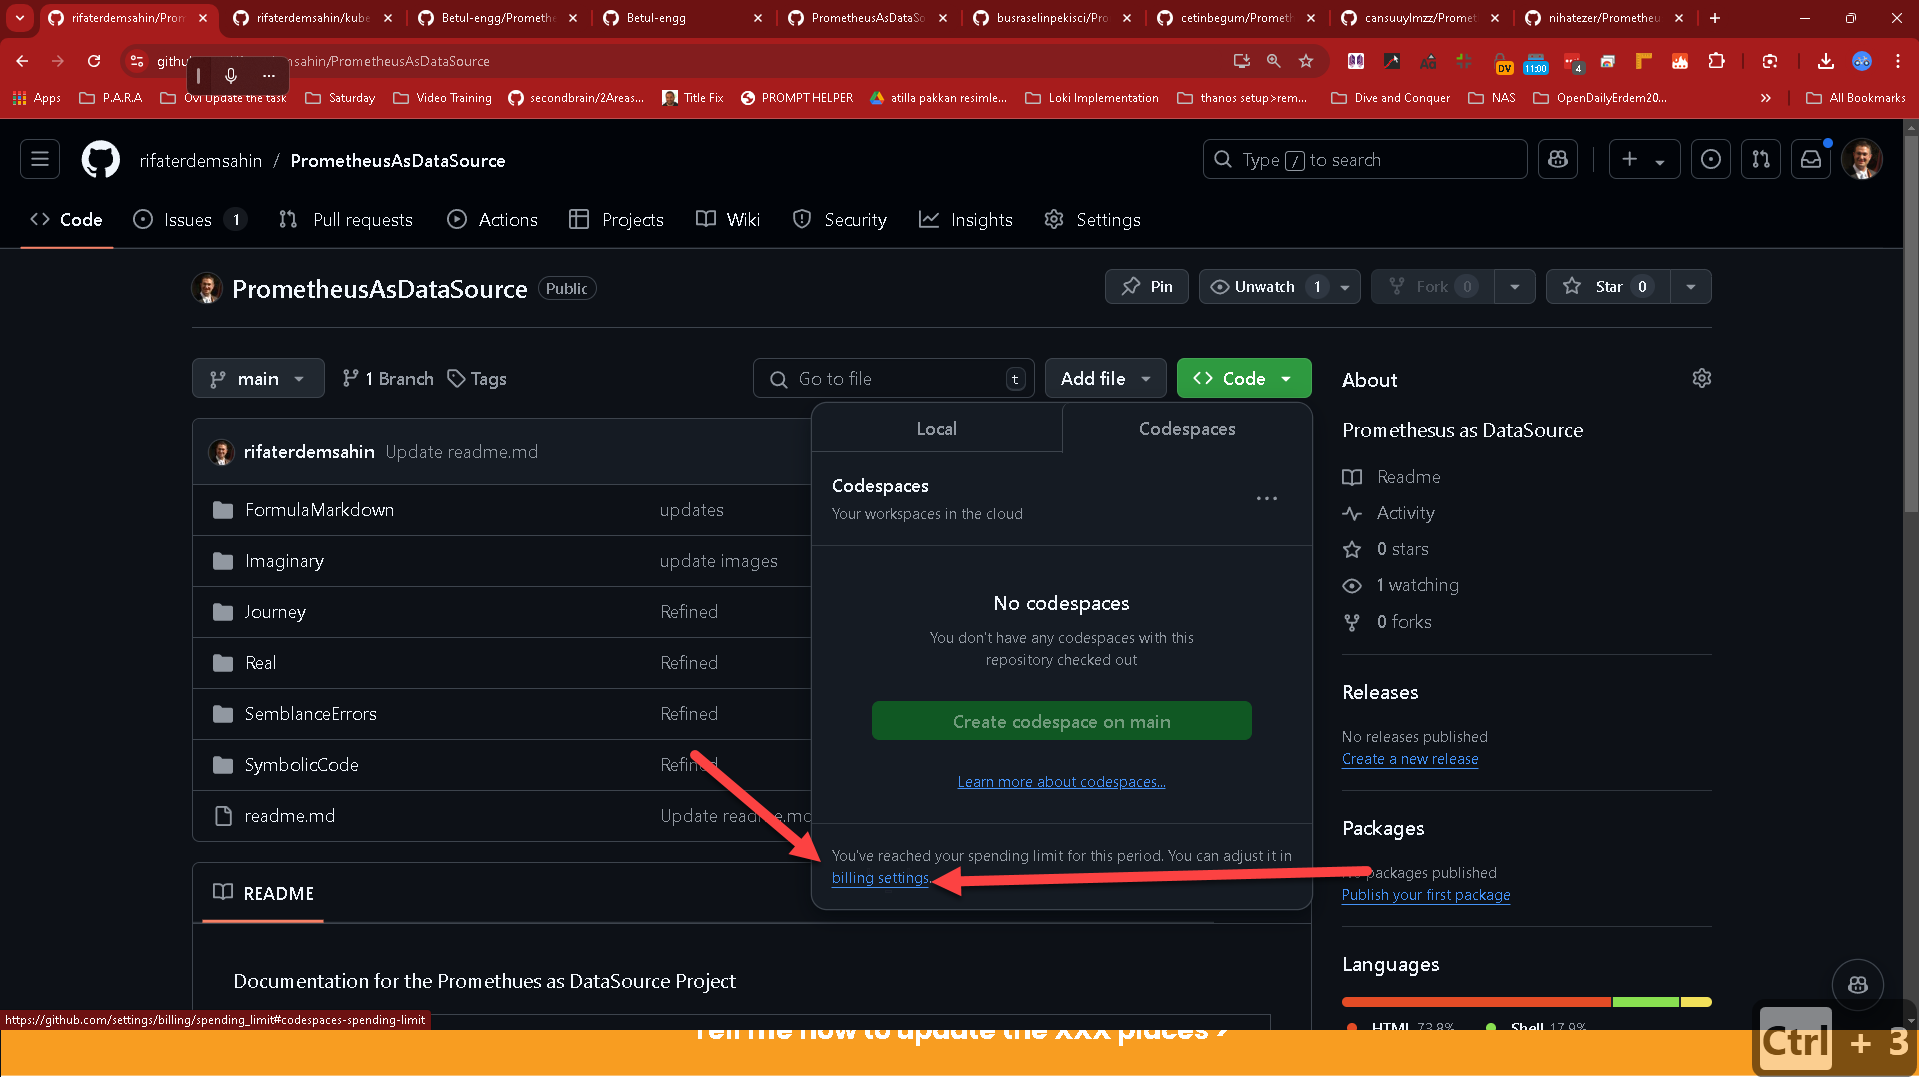 rifaterdemsahin/Prom
rifaterdemsahin/kube
Betul-engg/Prometh
Betul-engg
PrometheusAsDataSo
busraselinpekisci/Pro
cetinbegum/Prometh
cansuuylmzz/Promet
nihatezer/Prometheu
github
emsahin/PrometheusAsDataSource
DV
11:00
4
Apps
P.A.R.A
Ovi Update the task
Saturday
Video Training
secondbrain/2Areas...
Title Fix
PROMPT HELPER
atilla pakkan resimle...
Loki Implementation
thanos setup>rem...
Dive and Conquer
NAS
OpenDailyErdem20...
All Bookmarks
rifaterdemsahin / PrometheusAsDataSource
Type / to search
Code
Issues 1
Pull requests
Actions
Projects
Wiki
Security
Insights
Settings
PrometheusAsDataSource
Public
Pin
Unwatch 1
Fork 0
Star 0
main
1 Branch
Tags
Go to file
t
Add file
Code
Local
Codespaces
Codespaces
Your workspaces in the cloud
No codespaces
You don't have any codespaces with this
repository checked out
Create codespace on main
Learn more about codespaces...
You've reached your spending limit for this period. You can adjust it in
billing settings.
rifaterdemsahin Update readme.md
FormulaMarkdown updates
Imaginary update images
Journey Refined
Real Refined
SemblanceErrors Refined
SymbolicCode Refined
readme.md Update readme.md
README
Documentation for the Promethues as DataSource Project
About
Promethesus as DataSource
Readme
Activity
0 stars
1 watching
0 forks
Releases
No releases published
Create a new release
Packages
No packages published
Publish your first package
Languages
HTML 73.8%
Shell 17.9%
https://github.com/settings/billing/spending_limit#codespaces-spending-limit
Tell me how to update the XXX places ?
Ctrl + 3